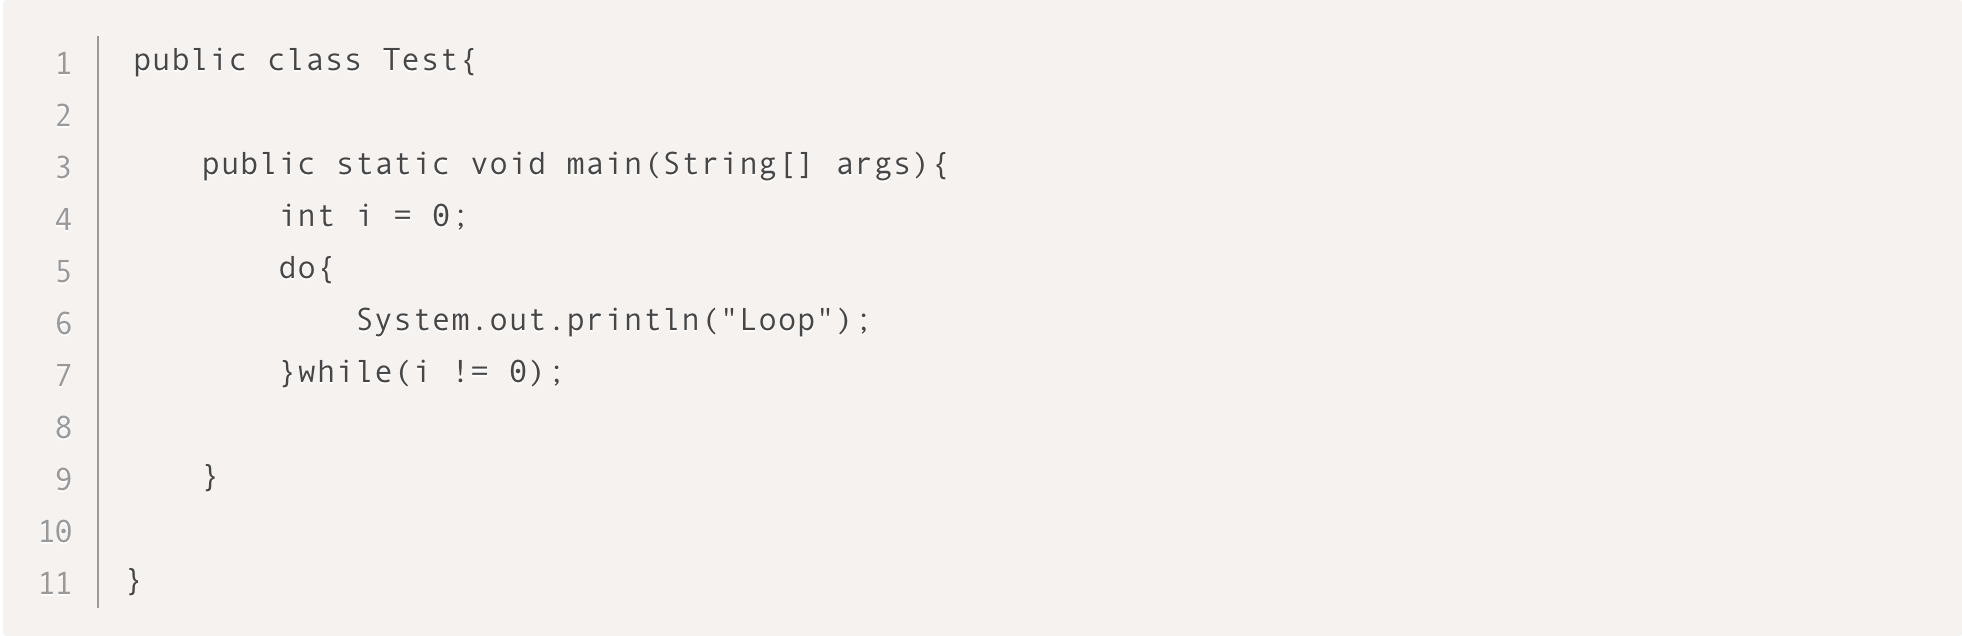 1 public class Test{
2
3     public static void main(String[] args){
4         int i = 0;
5         do{
6             System.out.println("Loop");
7         }while(i != 0);
8
9     }
10
11 }